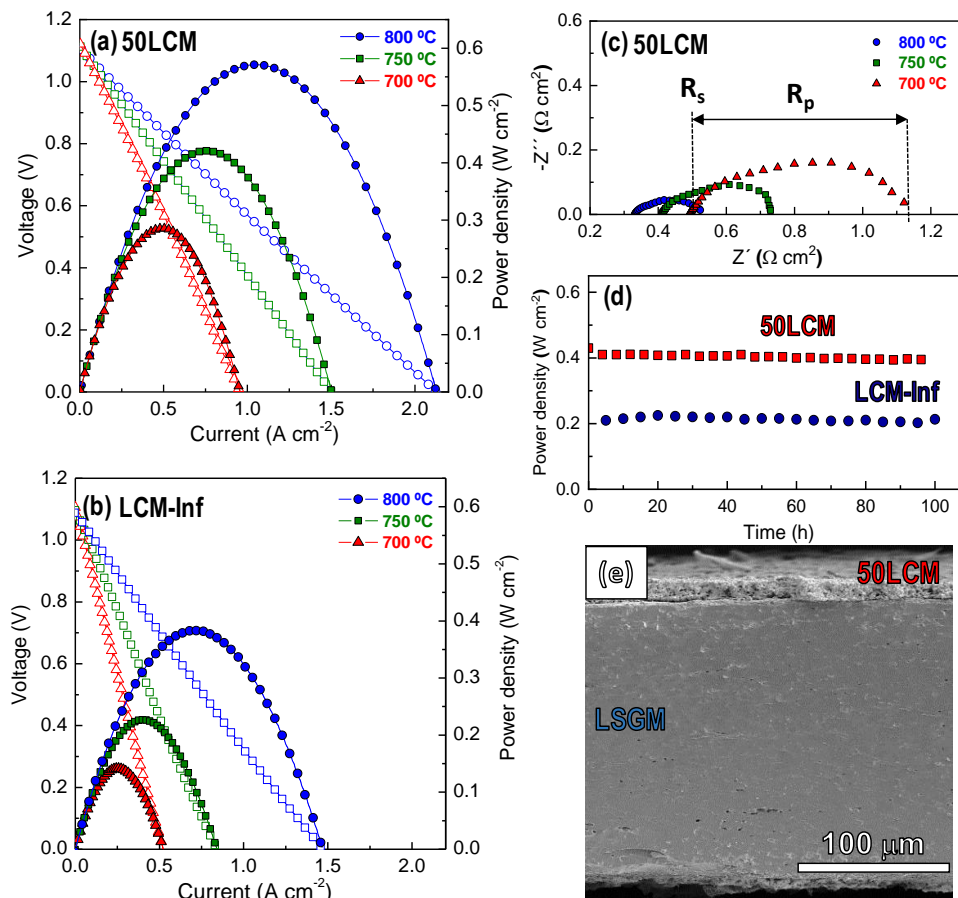 (a) 50LCM
800 ºC
750 ºC
700 ºC
1.2
1.0
0.8
0.6
0.4
0.2
0.0
Voltage (V)
0.6
0.5
0.4
0.3
0.2
0.1
0.0
Power density (W cm-2)
0.0 0.5 1.0 1.5 2.0
Current (A cm-2)
(b) LCM-Inf
800 ºC
750 ºC
700 ºC
1.2
1.0
0.8
0.6
0.4
0.2
0.0
Voltage (V)
0.6
0.5
0.4
0.3
0.2
0.1
0.0
Power density (W cm-2)
0.0 0.5 1.0 1.5 2.0
Current (A cm-2)
(c) 50LCM
800 ºC
750 ºC
700 ºC
Rs Rp
0.6
0.4
0.2
0.0
-Z´´ (Ω cm2)
0.2 0.4 0.6 0.8 1.0 1.2
Z´ (Ω cm2)
(d)
50LCM
LCM-Inf
0.6
0.4
0.2
0.0
Power density (W cm-2)
0 20 40 60 80 100
Time (h)
(e)
50LCM
LSGM
100 µm